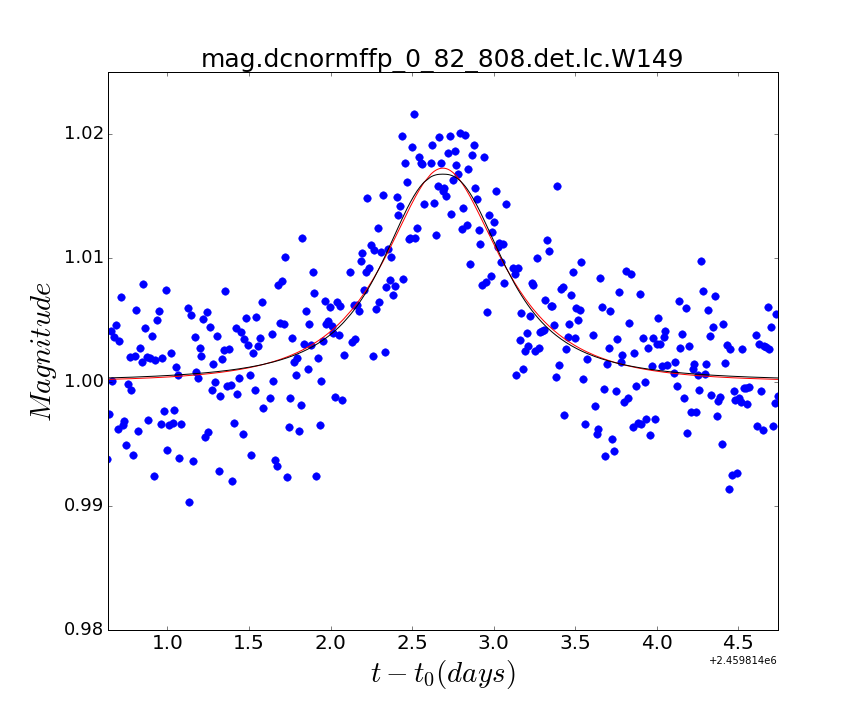 mag.dcnormffp_0_82_808.det.lc.W149
1.02
1.01
1.00
0.99
0.98
Magnitude
1.0 1.5 2.0 2.5 3.0 3.5 4.0 4.5
+2.459814e6
t − t₀(days)